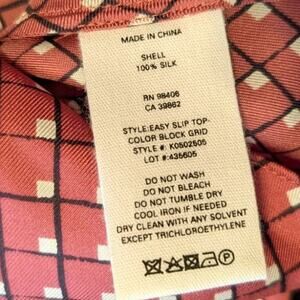 MADE IN CHINA
SHELL
100% SILK
RN 98406
CA 39862
STYLE:EASY SLIP TOP-
COLOR BLOCK GRID
STYLE #: K0502505
LOT #:435605
DO NOT WASH
DO NOT BLEACH
DO NOT TUMBLE DRY
COOL IRON IF NEEDED
DRY CLEAN WITH ANY SOLVENT
EXCEPT TRICHLOROETHYLENE